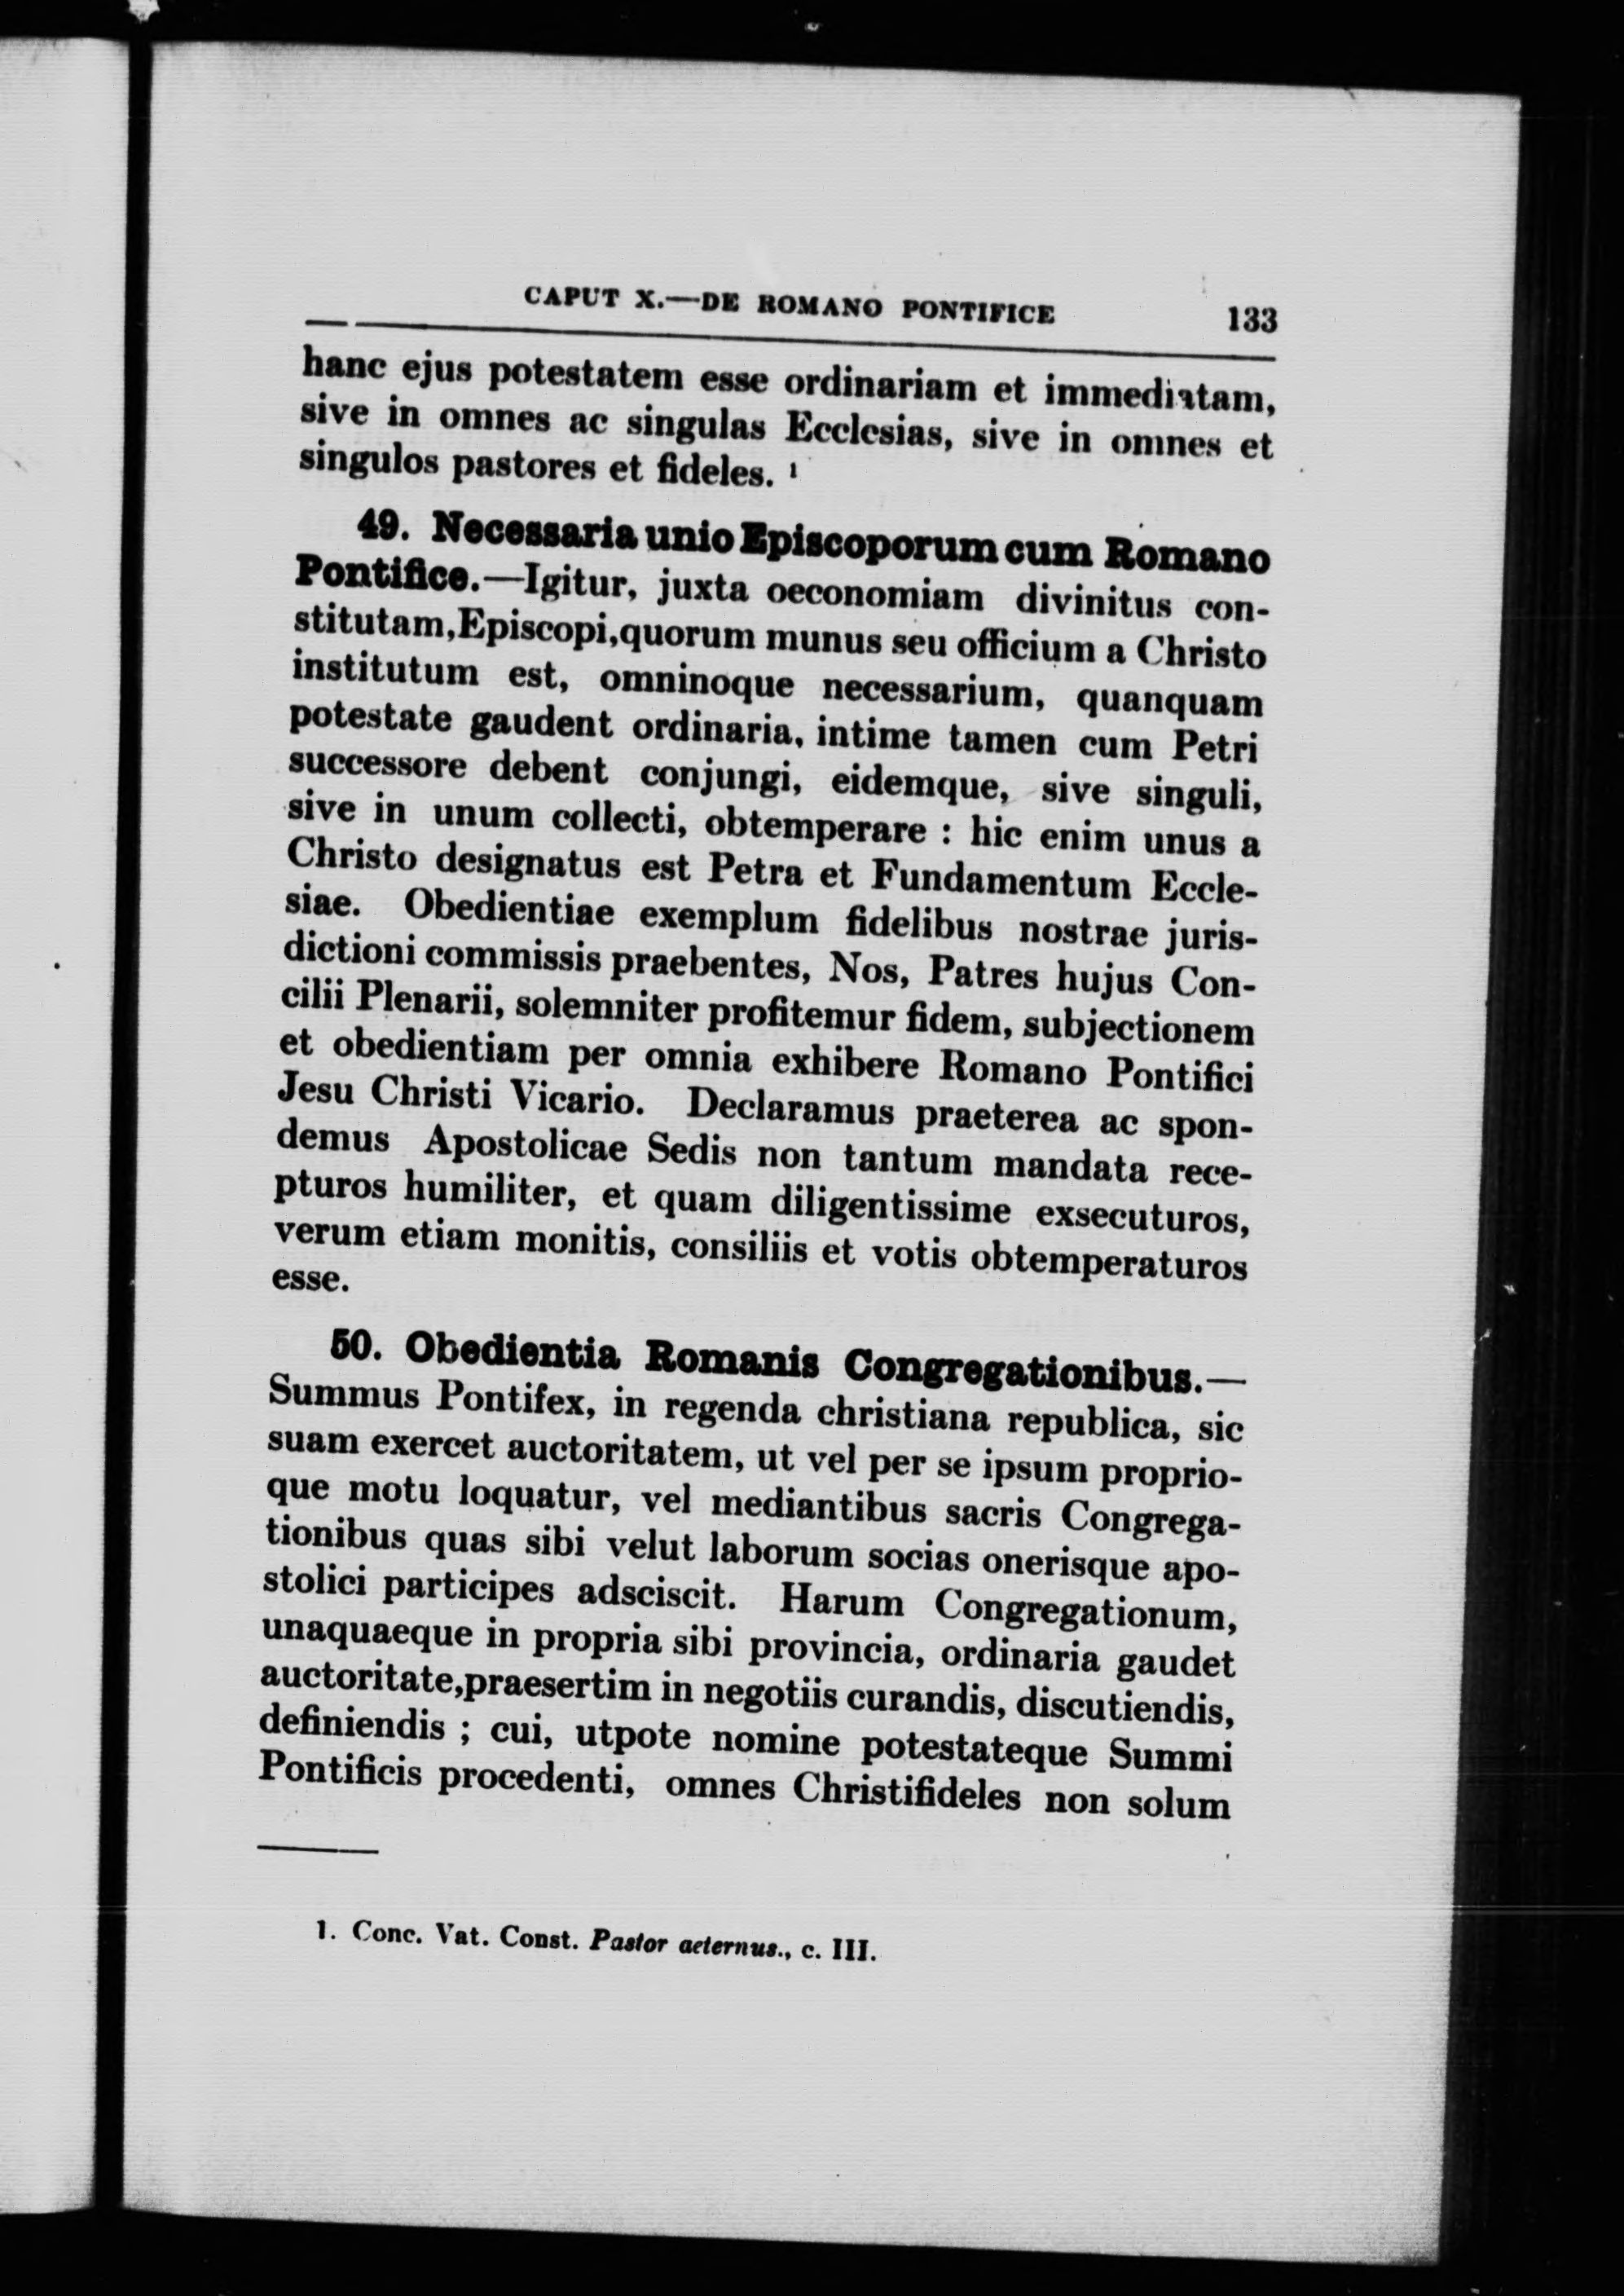 CAPUT X.—DE ROMANO PONTIFICE 133
hanc ejus potestatem esse ordinariam et immediatam,
sive in omnes ac singulas Ecclesias, sive in omnes et
singulos pastores et fideles. ¹
49. Necessaria unio Episcoporum cum Romano
Pontifice.—Igitur, juxta oeconomiam divinitus con-
stitutam,Episcopi,quorum munus seu officium a Christo
institutum est, omninoque necessarium, quanquam
potestate gaudent ordinaria, intime tamen cum Petri
successore debent conjungi, eidemque, sive singuli,
sive in unum collecti, obtemperare : hic enim unus a
Christo designatus est Petra et Fundamentum Eccle-
siae. Obedientiae exemplum fidelibus nostrae juris-
dictioni commissis praebentes, Nos, Patres hujus Con-
cilii Plenarii, solemniter profitemur fidem, subjectionem
et obedientiam per omnia exhibere Romano Pontifici
Jesu Christi Vicario. Declaramus praeterea ac spon-
demus Apostolicae Sedis non tantum mandata rece-
pturos humiliter, et quam diligentissime exsecuturos,
verum etiam monitis, consiliis et votis obtemperaturos
esse.
50. Obedientia Romanis Congregationibus.—
Summus Pontifex, in regenda christiana republica, sic
suam exercet auctoritatem, ut vel per se ipsum proprio-
que motu loquatur, vel mediantibus sacris Congrega-
tionibus quas sibi velut laborum socias onerisque apo-
stolici participes adsciscit. Harum Congregationum,
unaquaeque in propria sibi provincia, ordinaria gaudet
auctoritate,praesertim in negotiis curandis, discutiendis,
definiendis ; cui, utpote nomine potestateque Summi
Pontificis procedenti, omnes Christifideles non solum
1. Conc. Vat. Const. Pastor aeternus., c. III.